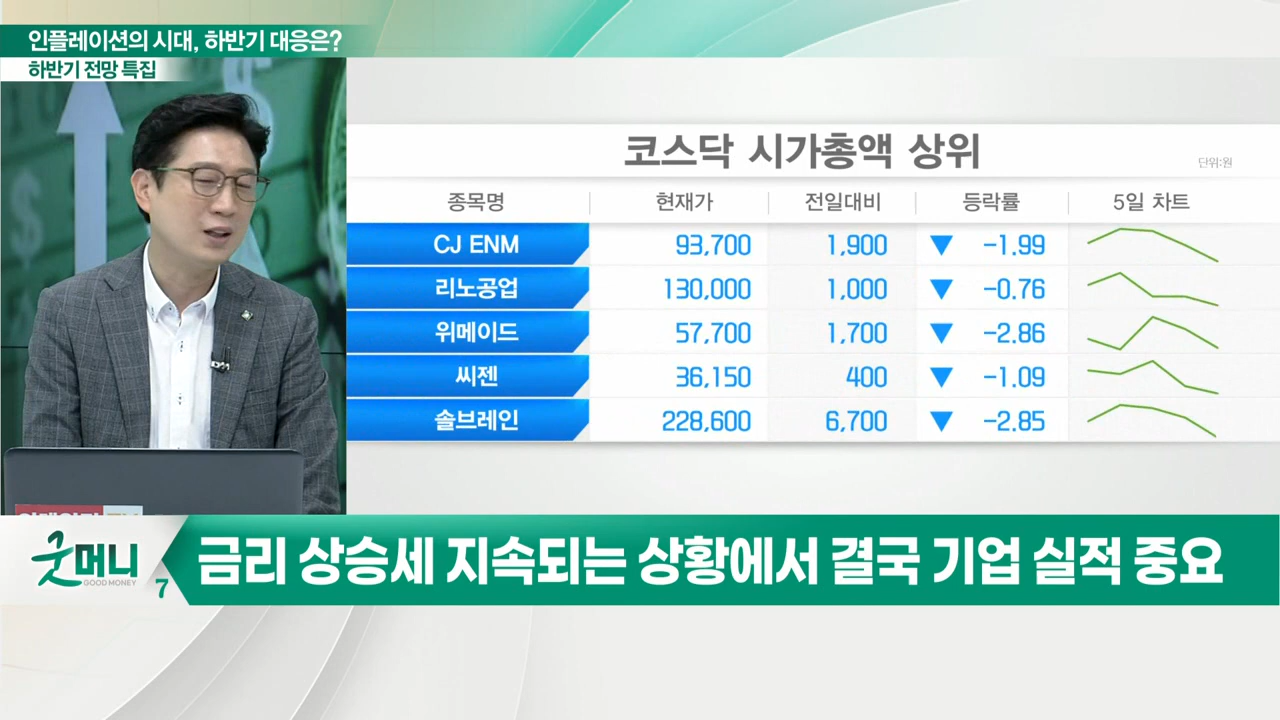 인플레이션의 시대, 하반기 대응은?
하반기 전망 특집
코스닥 시가총액 상위
단위:원
종목명 현재가 전일대비 등락률 5일 차트
CJ ENM 93,700 1,900 ▼ -1.99
리노공업 130,000 1,000 ▼ -0.76
위메이드 57,700 1,700 ▼ -2.86
씨젠 36,150 400 ▼ -1.09
솔브레인 228,600 6,700 ▼ -2.85
굿머니
GOOD MONEY
7
금리 상승세 지속되는 상황에서 결국 기업 실적 중요